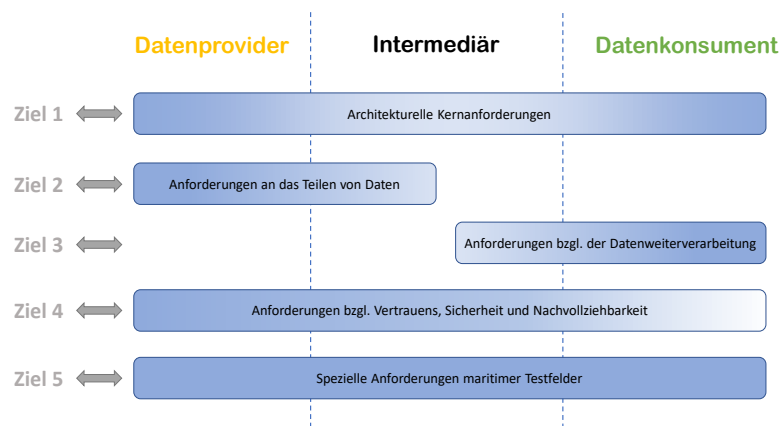 Datenprovider Intermediär Datenkonsument
Ziel 1 Architekturelle Kernanforderungen
Ziel 2 Anforderungen an das Teilen von Daten
Ziel 3 Anforderungen bzgl. der Datenweiterverarbeitung
Ziel 4 Anforderungen bzgl. Vertrauens, Sicherheit und Nachvollziehbarkeit
Ziel 5 Spezielle Anforderungen maritimer Testfelder